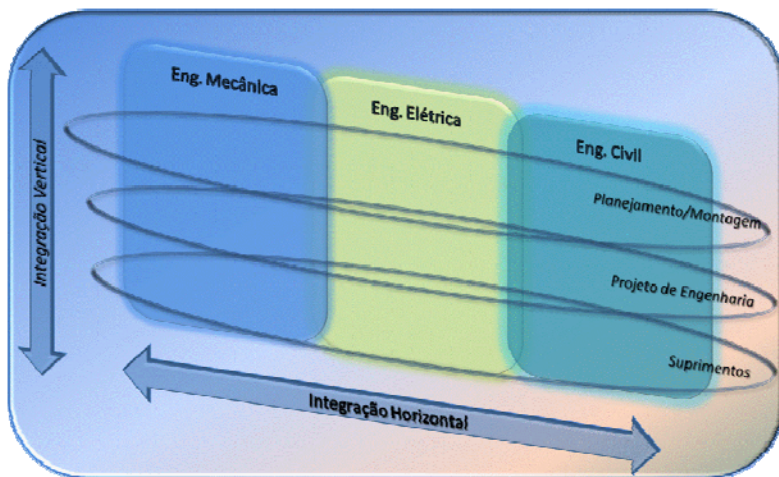 Eng. Mecânica
Eng. Elétrica
Eng. Civil
Integração Vertical
Planejamento/Montagem
Projeto de Engenharia
Suprimentos
Integração Horizontal